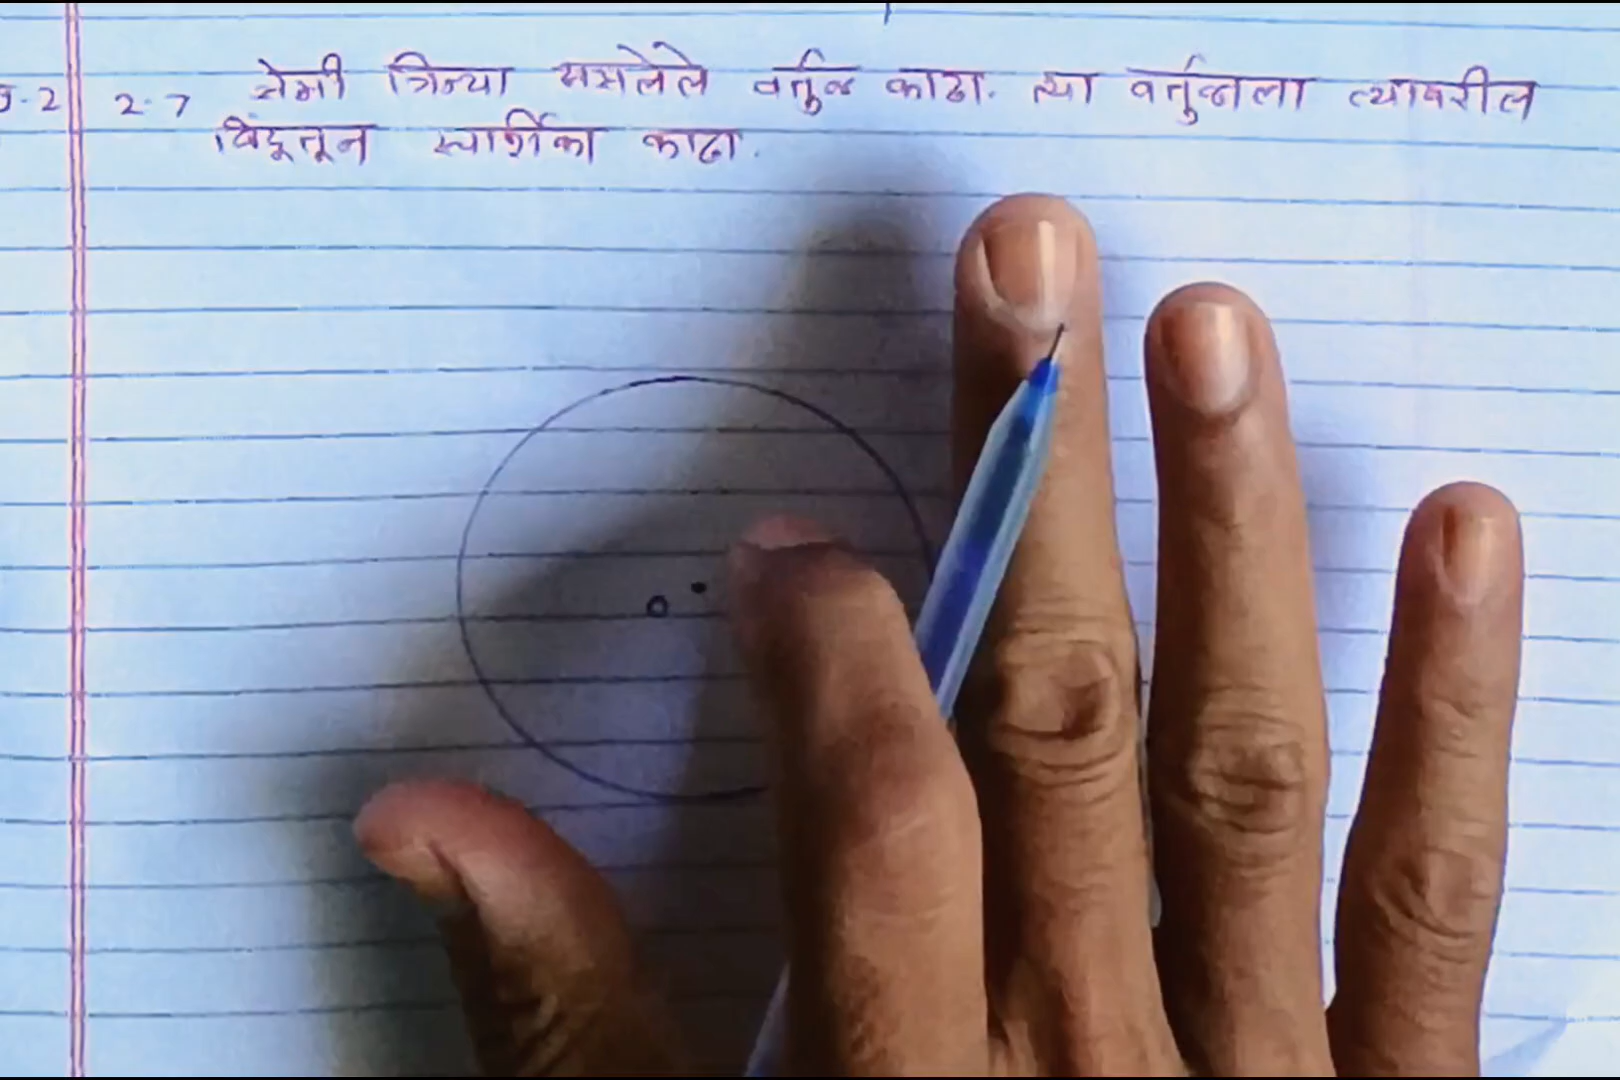 2.7 सेमी त्रिज्या असलेले वर्तुळ काढा. त्या वर्तुळाला त्यावरील
बिंदूतून स्पर्शिका काढा.
O